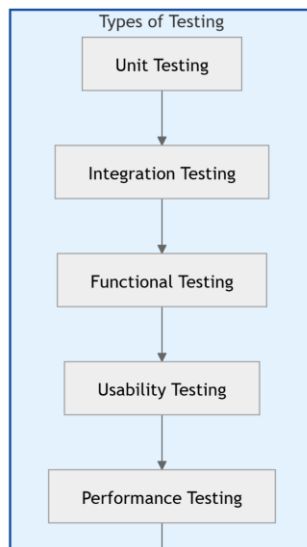 Types of Testing
Unit Testing
Integration Testing
Functional Testing
Usability Testing
Performance Testing